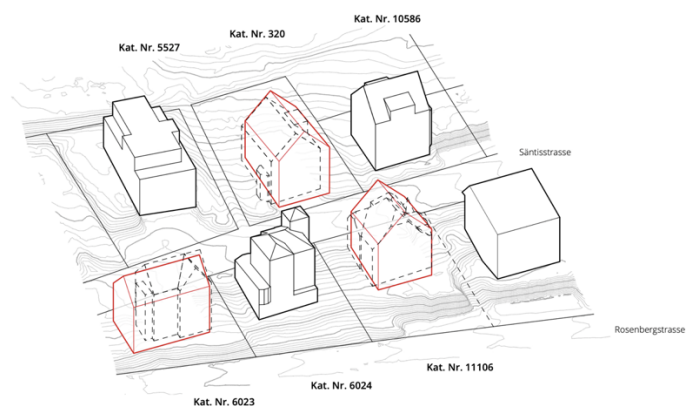 Kat. Nr. 10586
Kat. Nr. 320
Kat. Nr. 5527
Säntisstrasse
Rosenbergstrasse
Kat. Nr. 11106
Kat. Nr. 6024
Kat. Nr. 6023